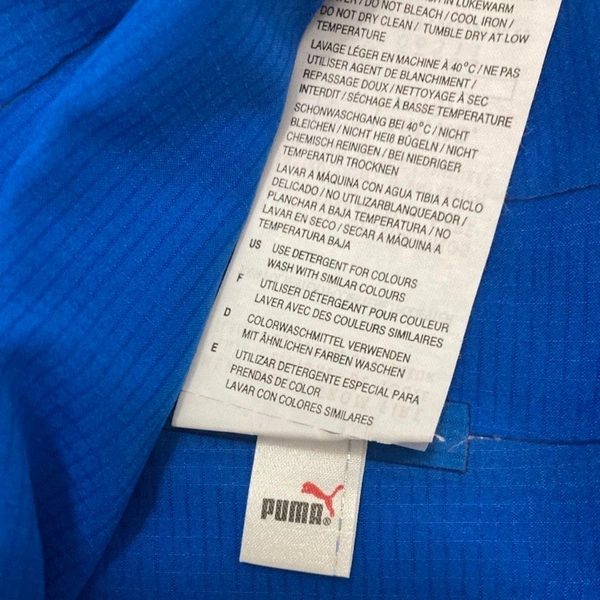 IN LUKEWARM
/ DO NOT BLEACH / COOL IRON /
DO NOT DRY CLEAN / TUMBLE DRY AT LOW
TEMPERATURE
LAVAGE LÉGER EN MACHINE À 40°C / NE PAS
UTILISER AGENT DE BLANCHIMENT /
REPASSAGE DOUX / NETTOYAGE À SEC
INTERDIT / SÉCHAGE À BASSE TEMPERATURE
SCHONWASCHGANG BEI 40°C / NICHT
BLEICHEN / NICHT HEIß BÜGELN / NICHT
CHEMISCH REINIGEN / BEI NIEDRIGER
TEMPERATUR TROCKNEN
LAVAR A MÁQUINA CON AGUA TIBIA A CICLO
DELICADO / NO UTILIZARBLANQUEADOR /
PLANCHAR A BAJA TEMPERATURA / NO
LAVAR EN SECO / SECAR A MÁQUINA A
TEMPERATURA BAJA
US USE DETERGENT FOR COLOURS
WASH WITH SIMILAR COLOURS
F UTILISER DÉTERGEANT POUR COULEUR
LAVER AVEC DES COULEURS SIMILAIRES
D COLORWASCHMITTEL VERWENDEN
MIT ÄHNLICHEN FARBEN WASCHEN
E UTILIZAR DETERGENTE ESPECIAL PARA
PRENDAS DE COLOR
LAVAR CON COLORES SIMILARES
PUMA®